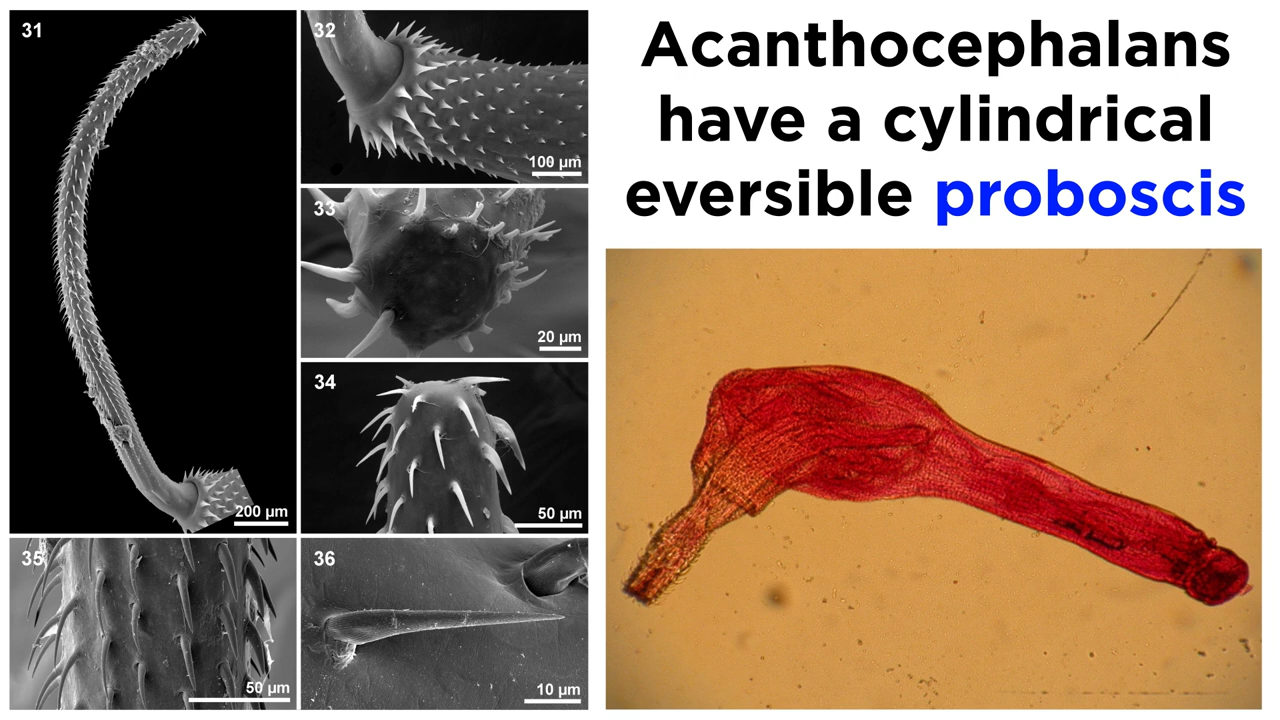 31
32
100 µm
33
20 µm
34
50 µm
200 µm
35
50 µm
36
10 µm
Acanthocephalans
have a cylindrical
eversible proboscis